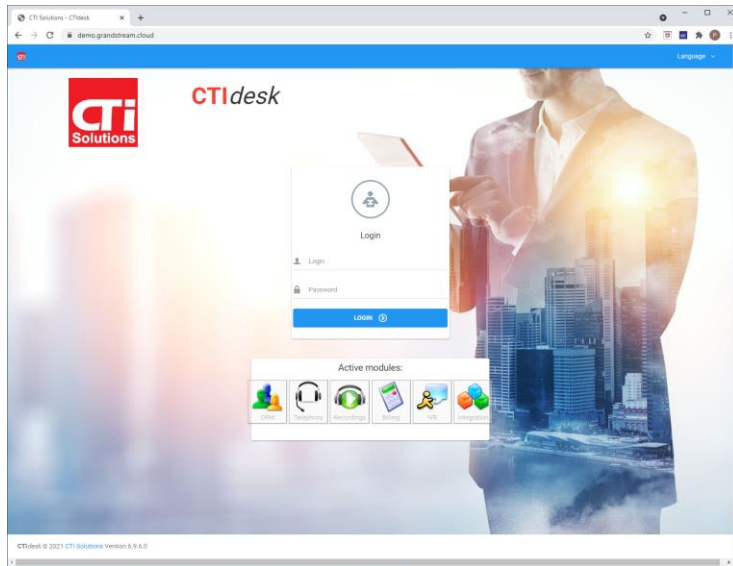 CTI Solutions - CTIdesk
demo.grandstream.cloud
Language
CTi
Solutions
CTIdesk
Login
Login
Password
LOGIN
Active modules:
CRM
Telephony
Recordings
Billing
IVR
Integration
CTIdesk © 2021 CTI Solutions Version 6.9.6.0